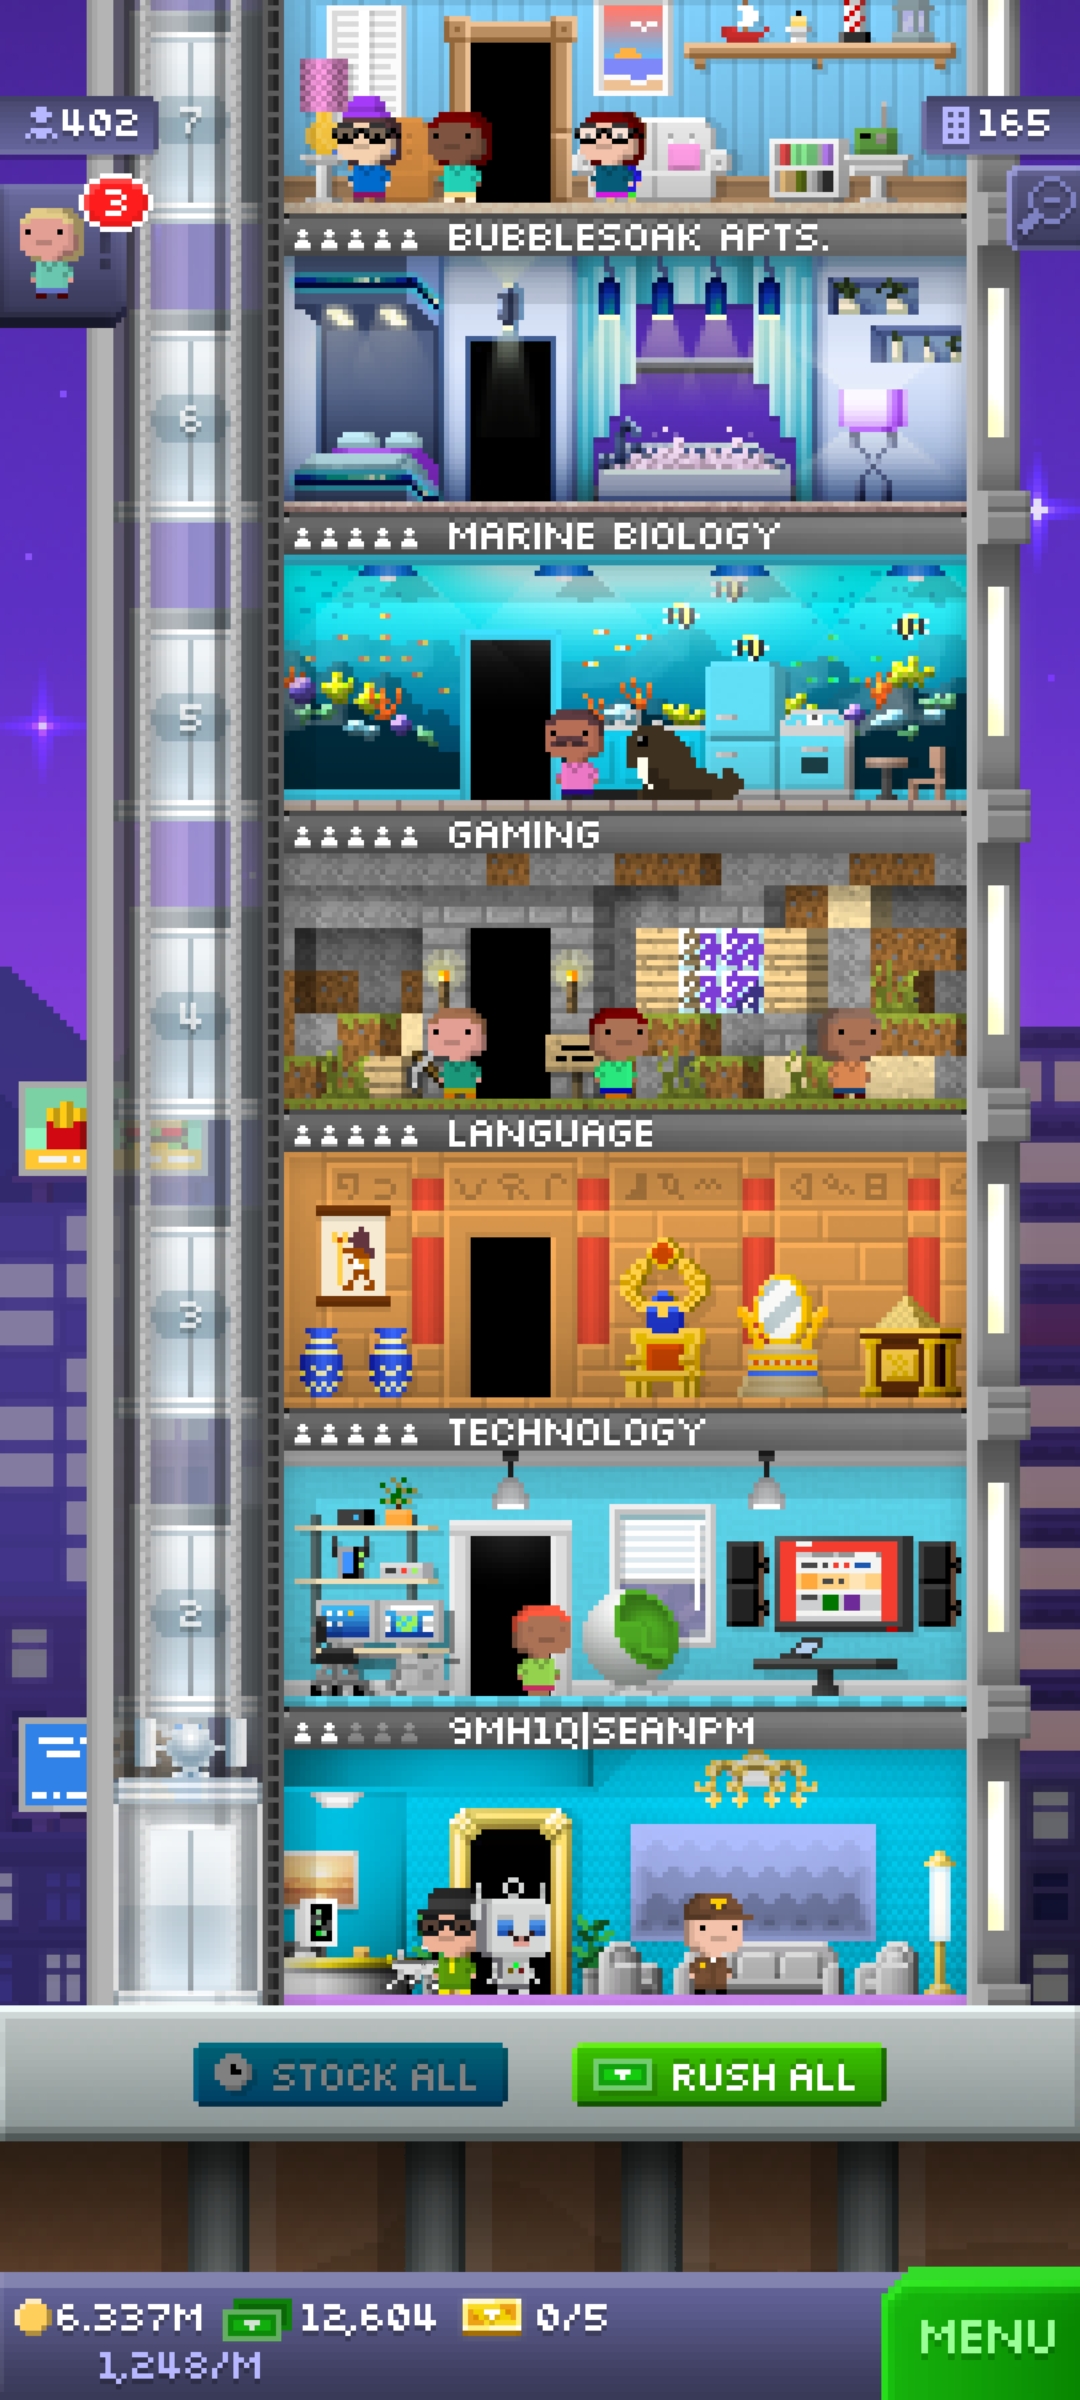 7
402
165
3
BUBBLESOAK APTS.
6
MARINE BIOLOGY
5
GAMING
4
LANGUAGE
3
TECHNOLOGY
2
9MH1Q|SEANPM
STOCK ALL
RUSH ALL
6.337M
12,604
0/5
MENU
1,248/M